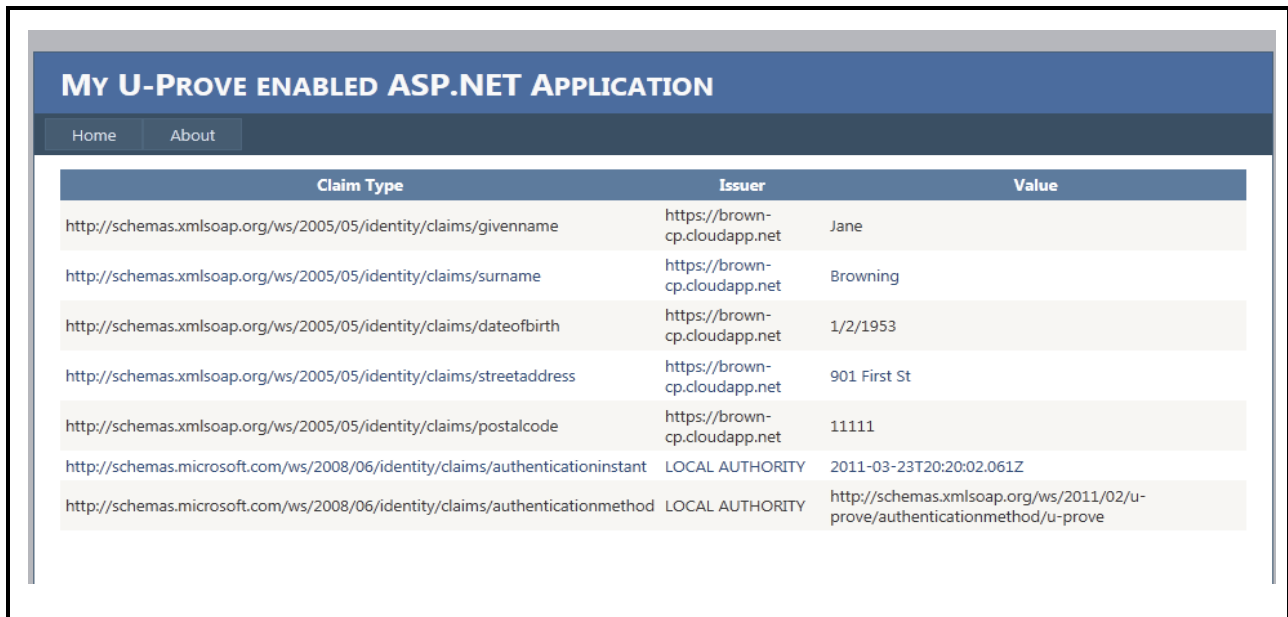 MY U-PROVE ENABLED ASP.NET APPLICATION
Home About
Claim Type Issuer Value
http://schemas.xmlsoap.org/ws/2005/05/identity/claims/givenname https://brown-cp.cloudapp.net Jane
http://schemas.xmlsoap.org/ws/2005/05/identity/claims/surname https://brown-cp.cloudapp.net Browning
http://schemas.xmlsoap.org/ws/2005/05/identity/claims/dateofbirth https://brown-cp.cloudapp.net 1/2/1953
http://schemas.xmlsoap.org/ws/2005/05/identity/claims/streetaddress https://brown-cp.cloudapp.net 901 First St
http://schemas.xmlsoap.org/ws/2005/05/identity/claims/postalcode https://brown-cp.cloudapp.net 11111
http://schemas.microsoft.com/ws/2008/06/identity/claims/authenticationinstant LOCAL AUTHORITY 2011-03-23T20:20:02.061Z
http://schemas.microsoft.com/ws/2008/06/identity/claims/authenticationmethod LOCAL AUTHORITY http://schemas.xmlsoap.org/ws/2011/02/u-prove/authenticationmethod/u-prove